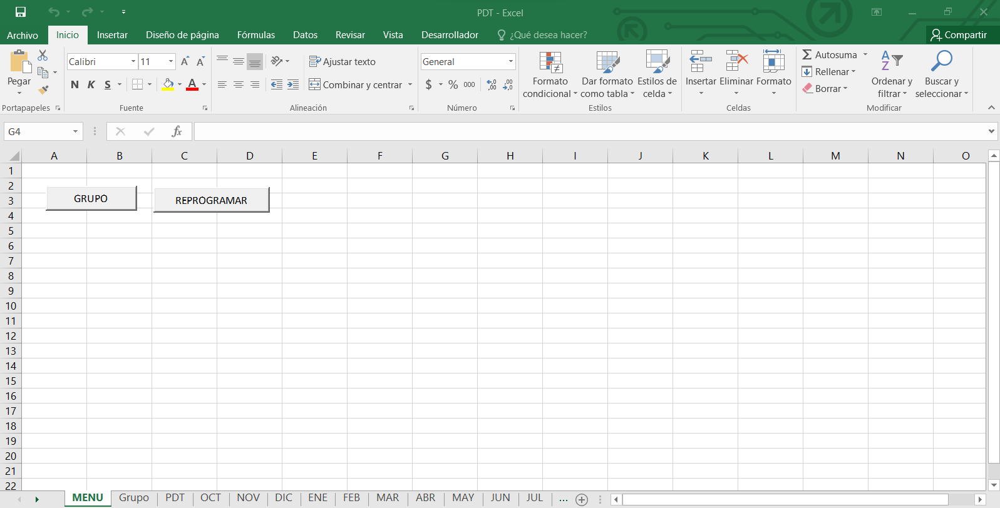 PDT - Excel
Archivo Inicio Insertar Diseño de página Fórmulas Datos Revisar Vista Desarrollador ¿Qué desea hacer? Compartir
Pegar
Portapapeles
Calibri 11
N K S A
Fuente
Ajustar texto
Combinar y centrar
Alineación
General
$ % 000
Número
Formato condicional
Dar formato como tabla
Estilos de celda
Estilos
Insertar Eliminar Formato
Celdas
Autosuma
Rellenar
Borrar
Ordenar y filtrar
Buscar y seleccionar
Modificar
G4 fx
A B C D E F G H I J K L M N O
1
2
3
4
5
6
7
8
9
10
11
12
13
14
15
16
17
18
19
20
21
22
GRUPO REPROGRAMAR
MENU Grupo PDT OCT NOV DIC ENE FEB MAR ABR MAY JUN JUL ...